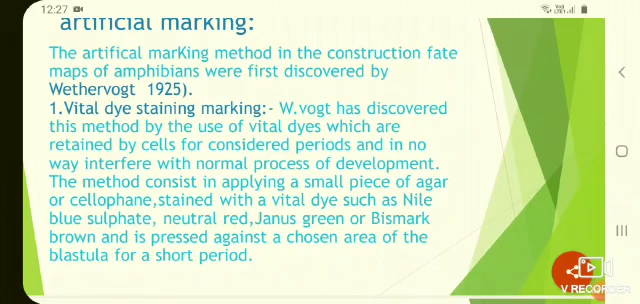 12:27
artificial marking:
The artifical marKing method in the construction fate
maps of amphibians were first discovered by
Wethervogt 1925).
1.Vital dye staining marking:- W.vogt has discovered
this method by the use of vital dyes which are
retained by cells for considered periods and in no
way interfere with normal process of development.
The method consist in applying a small piece of agar
or cellophane,stained with a vital dye such as Nile
blue sulphate, neutral red,Janus green or Bismark
brown and is pressed against a chosen area of the
blastula for a short period.
V RECORDER